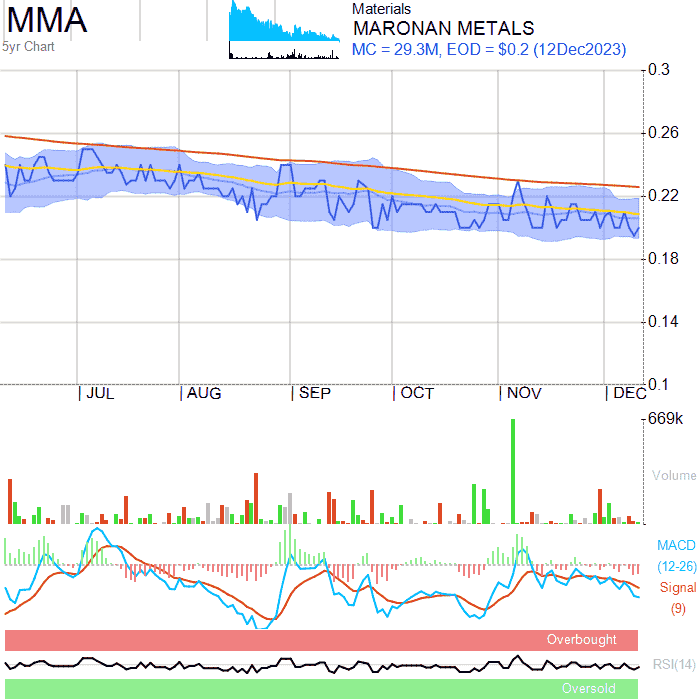 MMA
5yr Chart
Materials
MARONAN METALS
MC = 29.3M, EOD = $0.2 (12Dec2023)
0.3
0.26
0.22
0.18
0.14
0.1
JUL
AUG
SEP
OCT
NOV
DEC
669k
Volume
MACD
(12-26)
Signal
(9)
Overbought
RSI(14)
Oversold